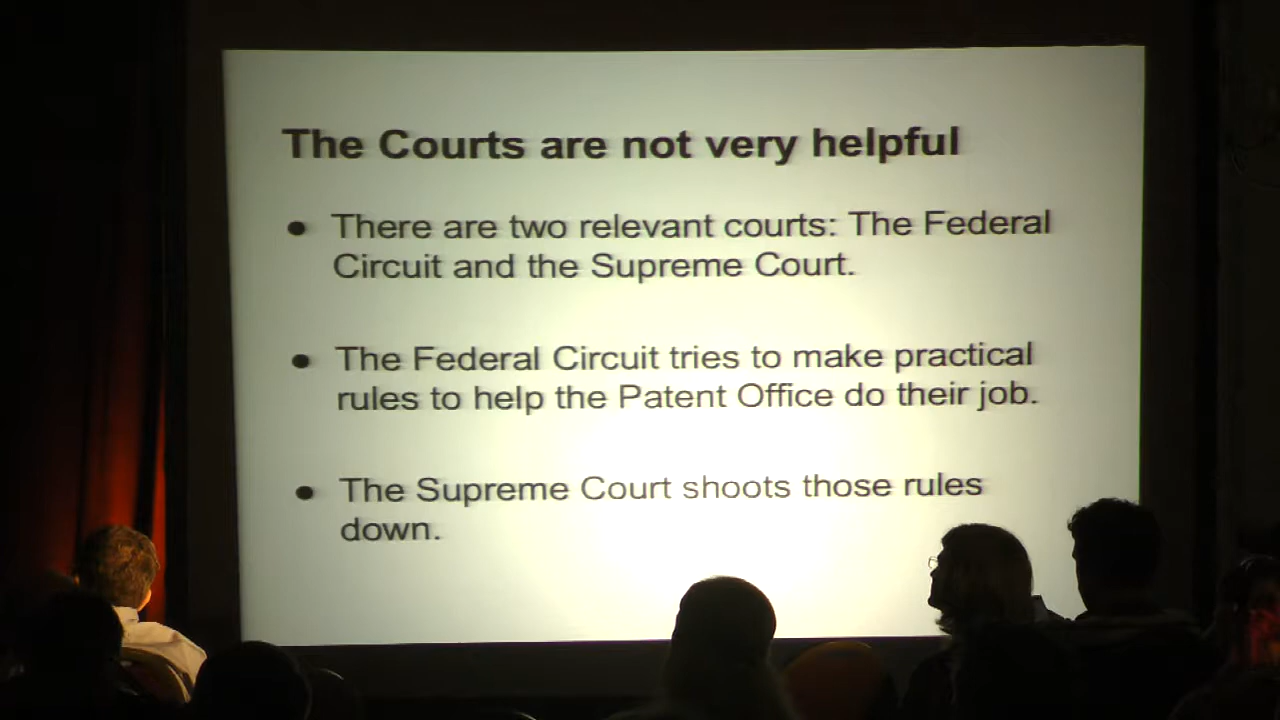 The Courts are not very helpful
● There are two relevant courts: The Federal
Circuit and the Supreme Court.
● The Federal Circuit tries to make practical
rules to help the Patent Office do their job.
● The Supreme Court shoots those rules
down.